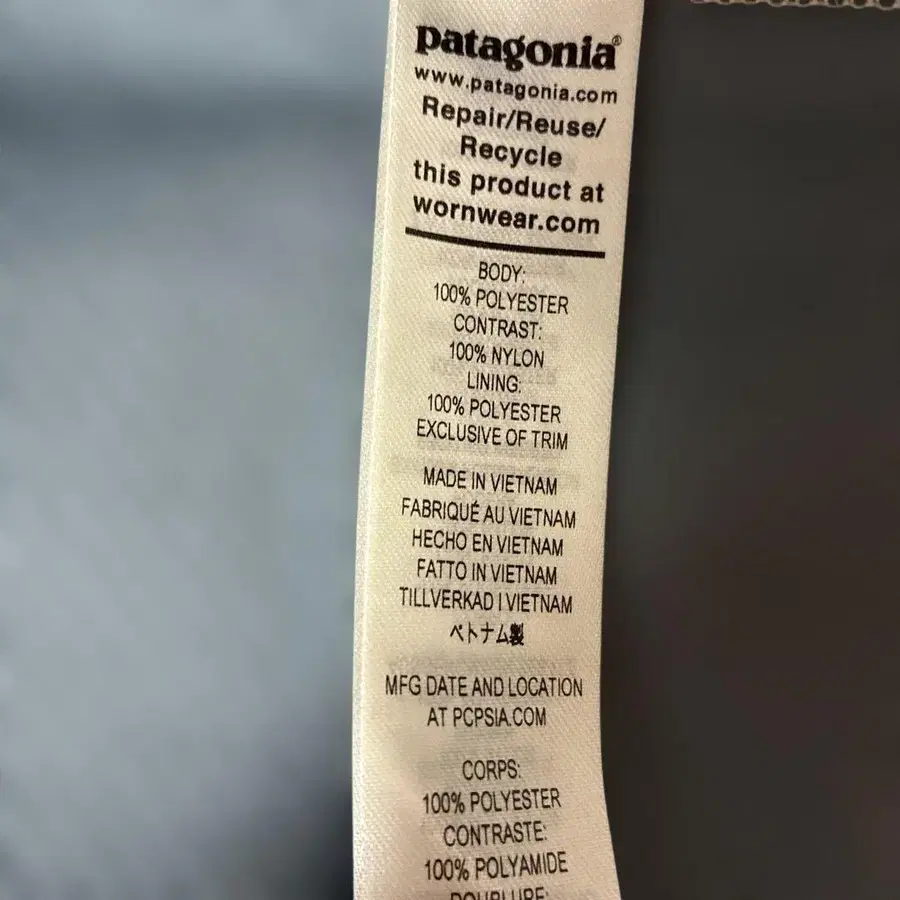 patagonia®
www.patagonia.com
Repair/Reuse/
Recycle
this product at
wornwear.com
BODY:
100% POLYESTER
CONTRAST:
100% NYLON
LINING:
100% POLYESTER
EXCLUSIVE OF TRIM
MADE IN VIETNAM
FABRIQUÉ AU VIETNAM
HECHO EN VIETNAM
FATTO IN VIETNAM
TILLVERKAD I VIETNAM
ベトナム製
MFG DATE AND LOCATION
AT PCPSIA.COM
CORPS:
100% POLYESTER
CONTRASTE:
100% POLYAMIDE
DOUBLURE: